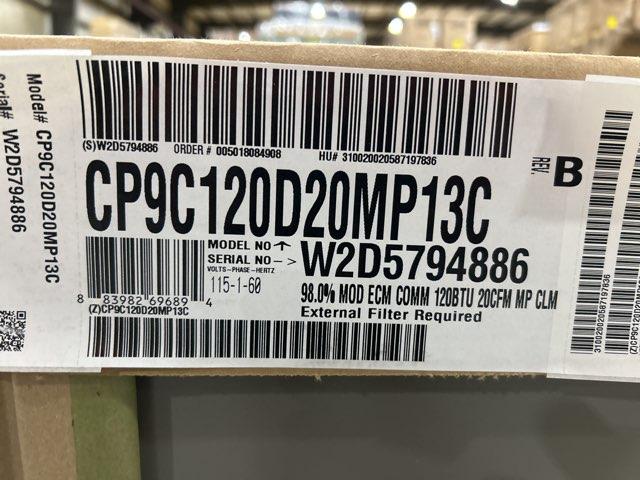 Model# CP9C120D20MP13C
Serial# W2D5794886
(S)W2D5794886 ORDER # 005018084908 HU# 310020020587197836
CP9C120D20MP13C
REV. B
MODEL NO
SERIAL NO -> W2D5794886
VOLTS-PHASE-HERTZ
115-1-60
98.0% MOD ECM COMM 120BTU 20CFM MP CLM
External Filter Required
8 83982 69689 4
(Z)CP9C120D20MP13C
310020020587197836